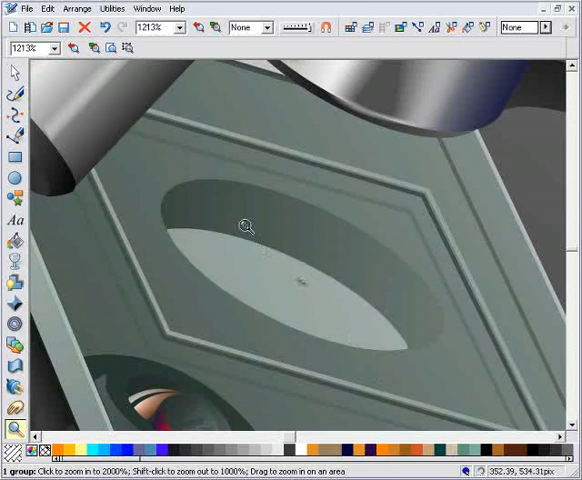 File Edit Arrange Utilities Window Help
1213% None None
1213%
Aa
1 group: Click to zoom in to 2000%; Shift-click to zoom out to 1000%; Drag to zoom in on an area 352.39, 534.31pix